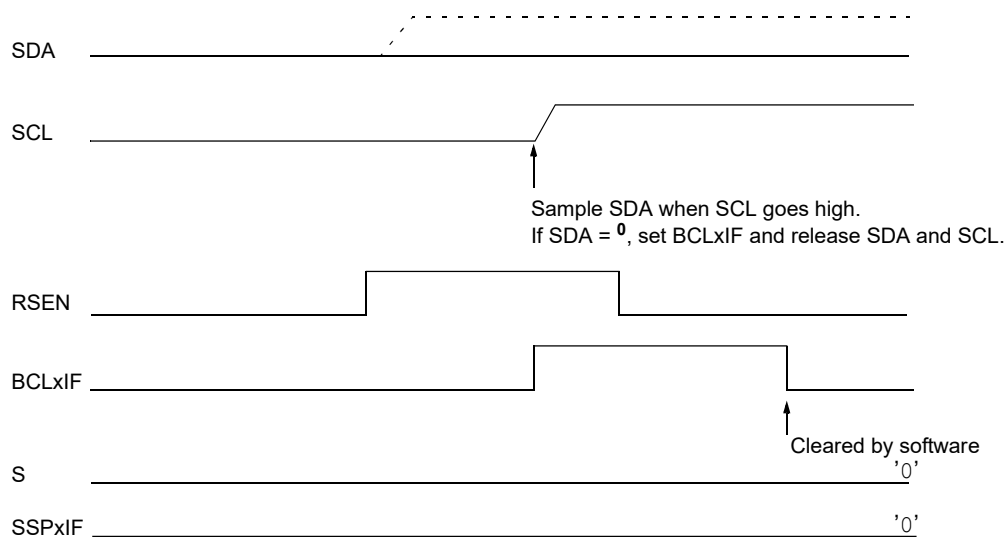 SDA
SCL
Sample SDA when SCL goes high.
If SDA = 0, set BCLxIF and release SDA and SCL.
RSEN
BCLxIF
Cleared by software
S '0'
SSPxIF '0'